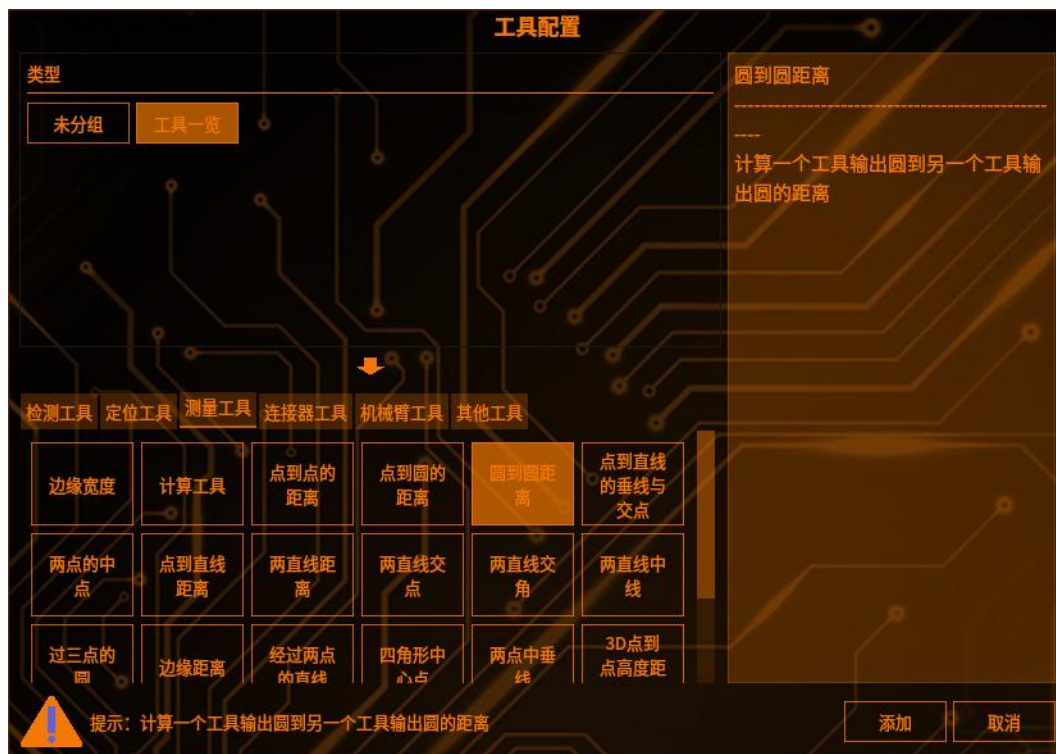 工具配置
类型
未分组
工具一览
圆到圆距离
-----------------------------------------------
----
计算一个工具输出圆到另一个工具输
出圆的距离
检测工具
定位工具
测量工具
连接器工具
机械臂工具
其他工具
边缘宽度
计算工具
点到点的
距离
点到圆的
距离
圆到圆距
离
点到直线
的垂线与
交点
两点的中
点
点到直线
距离
两直线距
离
两直线交
点
两直线交
角
两直线中
线
过三点的
圆
边缘距离
经过两点
的直线
四角形中
心点
两点中垂
线
3D点到
点高度距
提示：计算一个工具输出圆到另一个工具输出圆的距离
添加
取消